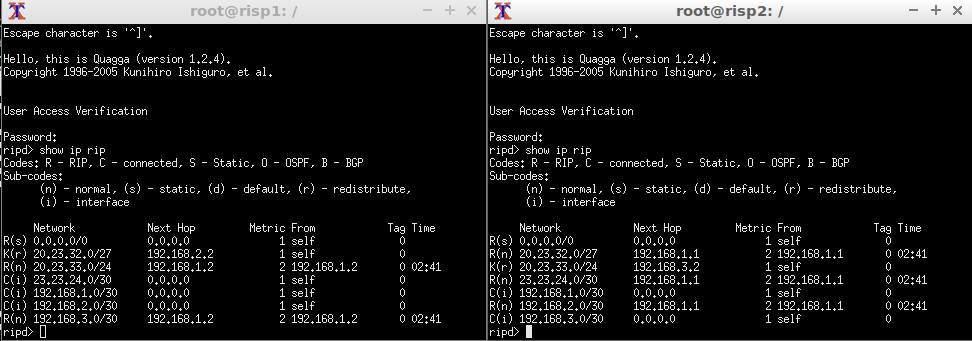 root@risp1: /
Escape character is '^]'.
Hello, this is Quagga (version 1.2.4).
Copyright 1996-2005 Kunihiro Ishiguro, et al.
User Access Verification
Password:
ripd> show ip rip
Codes: R - RIP, C - connected, S - Static, O - OSPF, B - BGP
Sub-codes:
(n) - normal, (s) - static, (d) - default, (r) - redistribute,
(i) - interface
Network Next Hop Metric From Tag Time
R(s) 0.0.0.0/0 0.0.0.0 1 self 0
K(r) 20.23.32.0/27 192.168.2.2 1 self 0
R(n) 20.23.33.0/24 192.168.1.2 2 192.168.1.2 0 02:41
C(i) 23.23.24.0/30 0.0.0.0 1 self 0
C(i) 192.168.1.0/30 0.0.0.0 1 self 0
C(i) 192.168.2.0/30 0.0.0.0 1 self 0
R(n) 192.168.3.0/30 192.168.1.2 2 192.168.1.2 0 02:41
ripd>
root@risp2: /
Escape character is '^]'.
Hello, this is Quagga (version 1.2.4).
Copyright 1996-2005 Kunihiro Ishiguro, et al.
User Access Verification
Password:
ripd> show ip rip
Codes: R - RIP, C - connected, S - Static, O - OSPF, B - BGP
Sub-codes:
(n) - normal, (s) - static, (d) - default, (r) - redistribute,
(i) - interface
Network Next Hop Metric From Tag Time
R(s) 0.0.0.0/0 0.0.0.0 1 self 0
R(n) 20.23.32.0/27 192.168.1.1 2 192.168.1.1 0 02:41
K(r) 20.23.33.0/24 192.168.3.2 1 self 0
R(n) 23.23.24.0/30 192.168.1.1 2 192.168.1.1 0 02:41
C(i) 192.168.1.0/30 0.0.0.0 1 self 0
R(n) 192.168.2.0/30 192.168.1.1 2 192.168.1.1 0 02:41
C(i) 192.168.3.0/30 0.0.0.0 1 self 0
ripd>